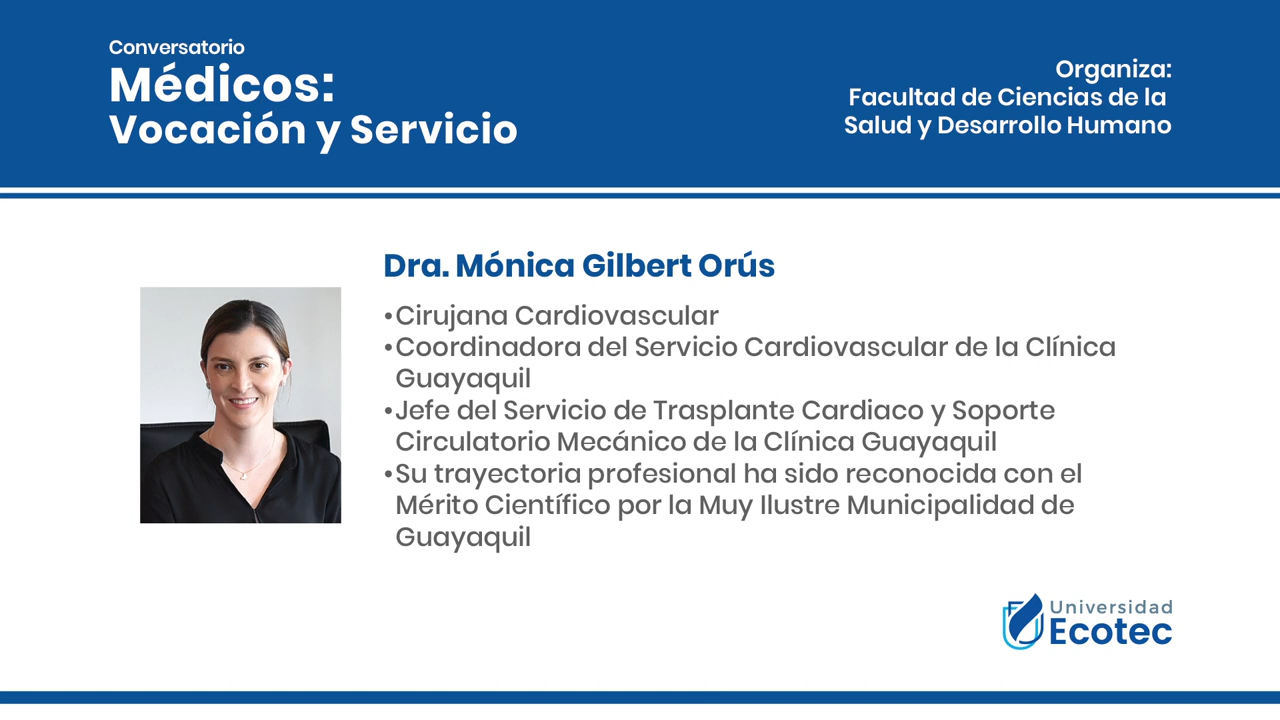 Conversatorio
Médicos:
Vocación y Servicio
Organiza:
Facultad de Ciencias de la
Salud y Desarrollo Humano
Dra. Mónica Gilbert Orús
•Cirujana Cardiovascular
•Coordinadora del Servicio Cardiovascular de la Clínica
Guayaquil
•Jefe del Servicio de Trasplante Cardiaco y Soporte
Circulatorio Mecánico de la Clínica Guayaquil
•Su trayectoria profesional ha sido reconocida con el
Mérito Científico por la Muy Ilustre Municipalidad de
Guayaquil
Universidad
Ecotec